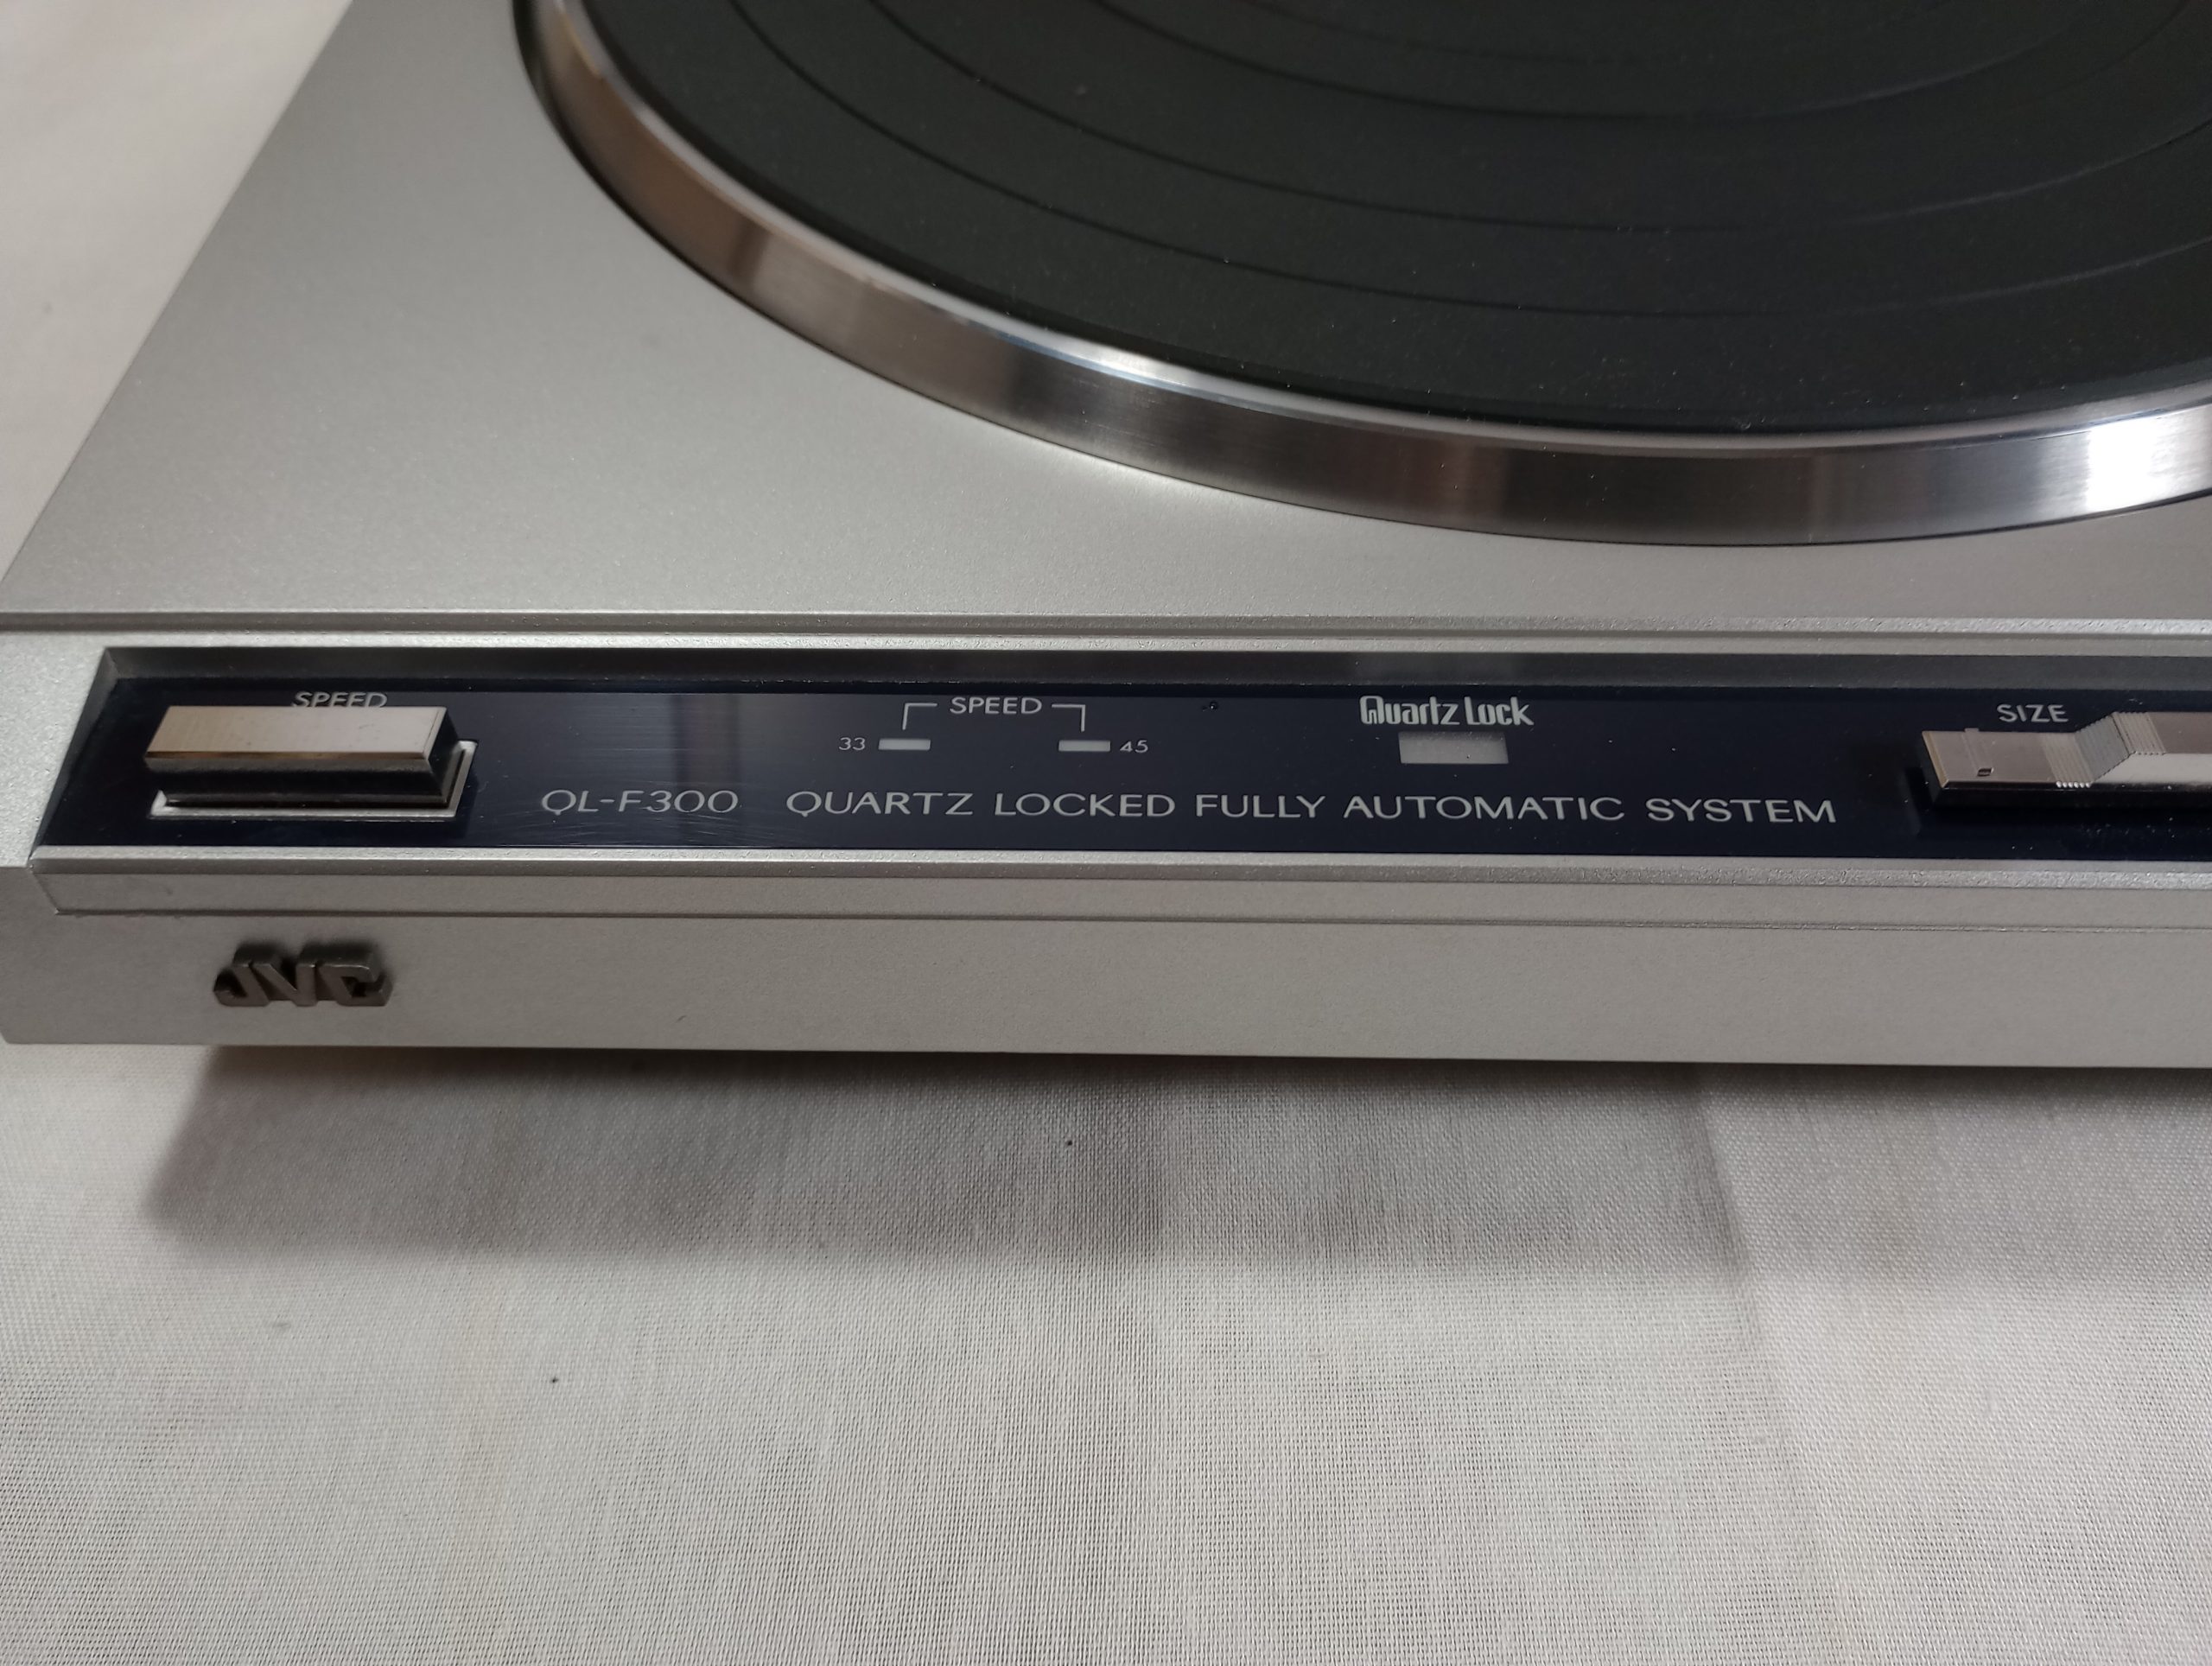 SPEED
SPEED
33 45
Quartz Lock
SIZE
QL-F300 QUARTZ LOCKED FULLY AUTOMATIC SYSTEM
JVC